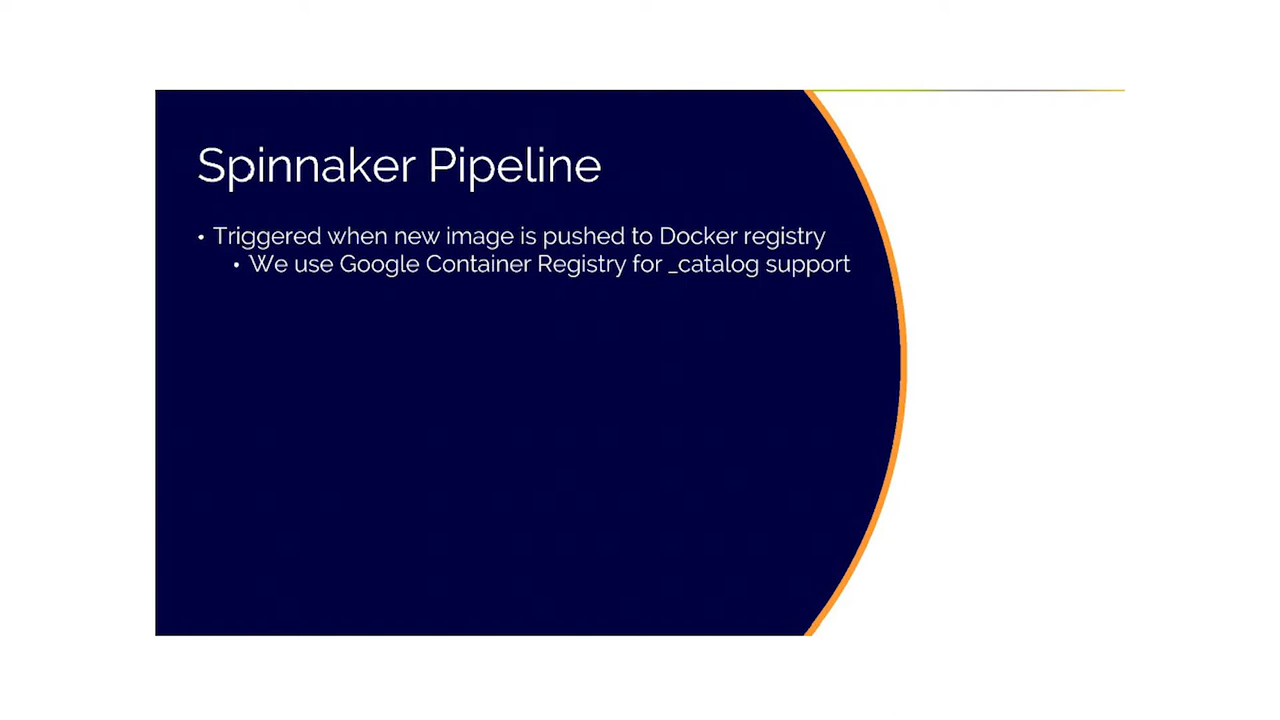 Spinnaker Pipeline
• Triggered when new image is pushed to Docker registry
• We use Google Container Registry for _catalog support